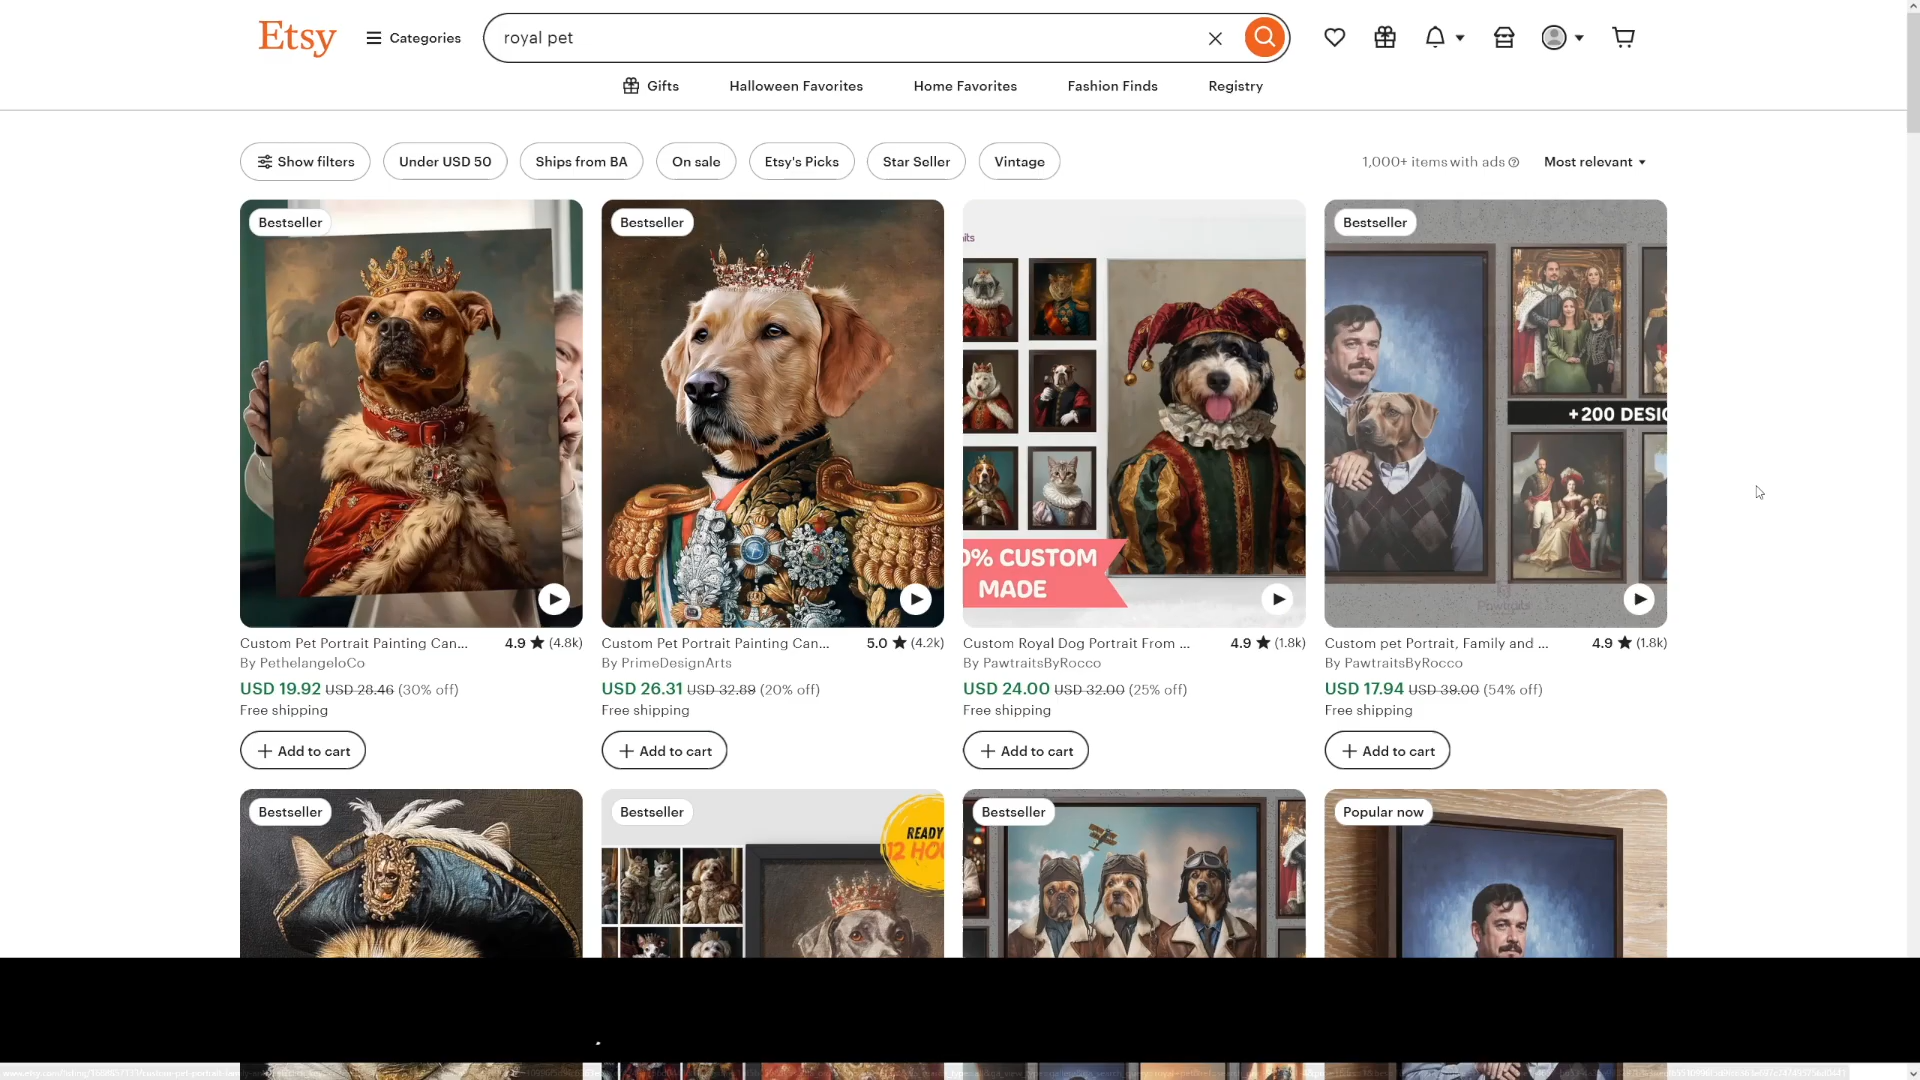 Etsy
Categories
royal pet
Gifts
Halloween Favorites
Home Favorites
Fashion Finds
Registry
Show filters
Under USD 50
Ships from BA
On sale
Etsy's Picks
Star Seller
Vintage
1,000+ items with ads
Most relevant
Bestseller
Bestseller
Bestseller
+200 DESIG
0% CUSTOM
MADE
Pawtraits
Custom Pet Portrait Painting Can... 4.9 ★ (4.8k)
By PethelangeloCo
USD 19.92 USD 28.46 (30% off)
Free shipping
Add to cart
Custom Pet Portrait Painting Can... 5.0 ★ (4.2k)
By PrimeDesignArts
USD 26.31 USD 32.89 (20% off)
Free shipping
Add to cart
Custom Royal Dog Portrait From ... 4.9 ★ (1.8k)
By PawtraitsByRocco
USD 24.00 USD 32.00 (25% off)
Free shipping
Add to cart
Custom pet Portrait, Family and ... 4.9 ★ (1.8k)
By PawtraitsByRocco
USD 17.94 USD 39.00 (54% off)
Free shipping
Add to cart
Bestseller
Bestseller
READY
12 HOU
Bestseller
Popular now